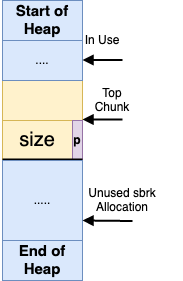 Start of
Heap
In Use
....
Top
Chunk
size
p
Unused sbrk
Allocation
.....
End of
Heap